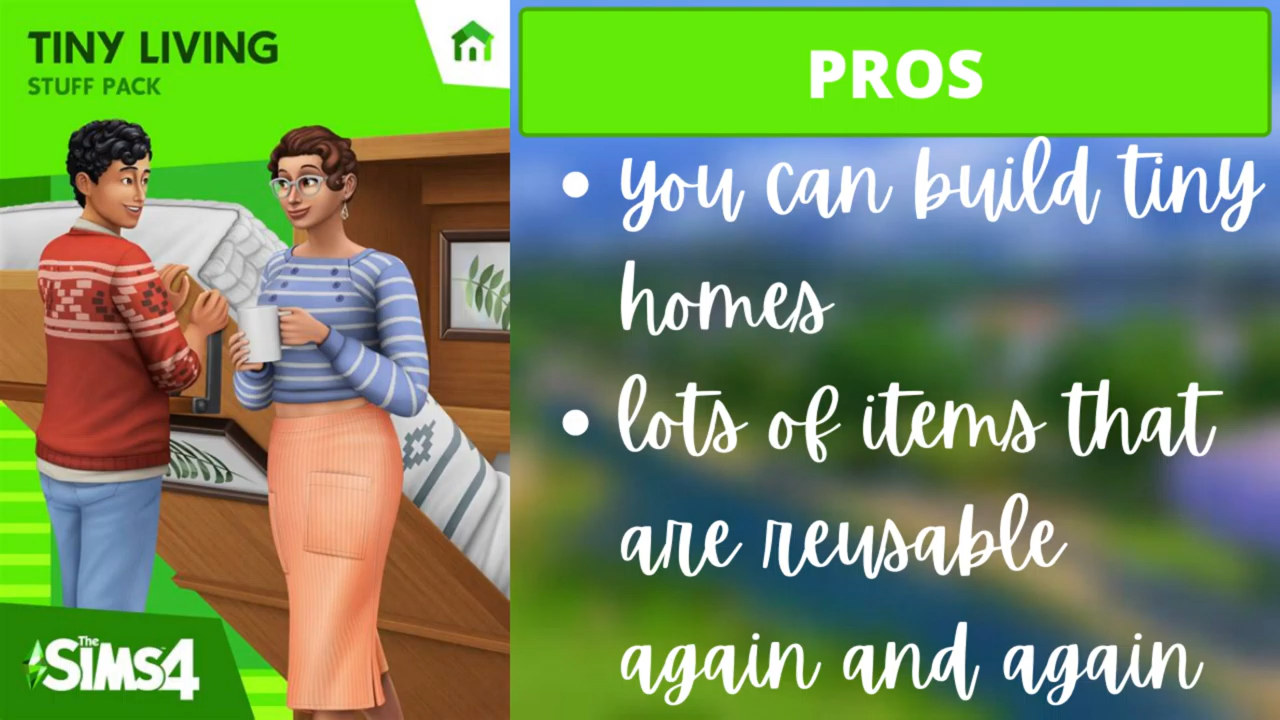 TINY LIVING
STUFF PACK
The
SIMS4
PROS
• you can build tiny
homes
• lots of items that
are reusable
again and again